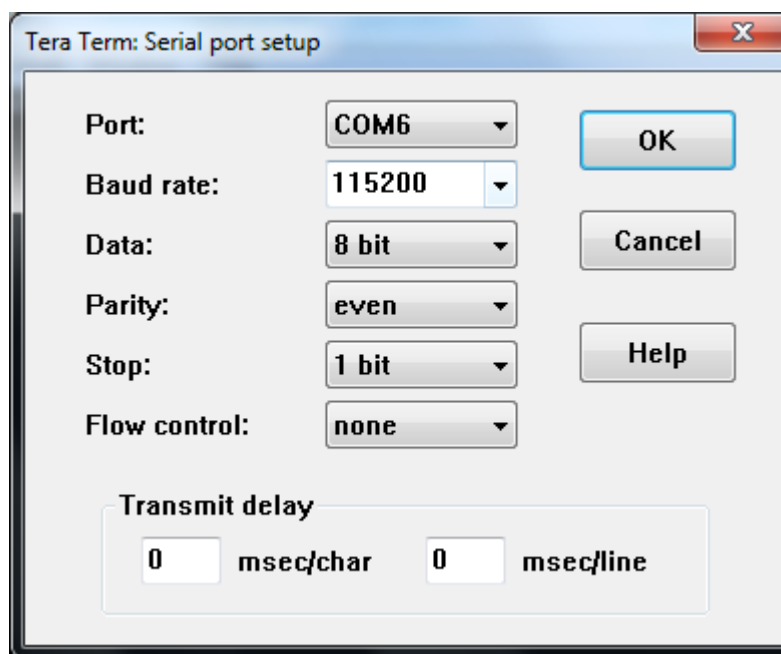 Tera Term: Serial port setup
Port: COM6 OK
Baud rate: 115200
Data: 8 bit Cancel
Parity: even
Stop: 1 bit Help
Flow control: none
Transmit delay
0 msec/char 0 msec/line